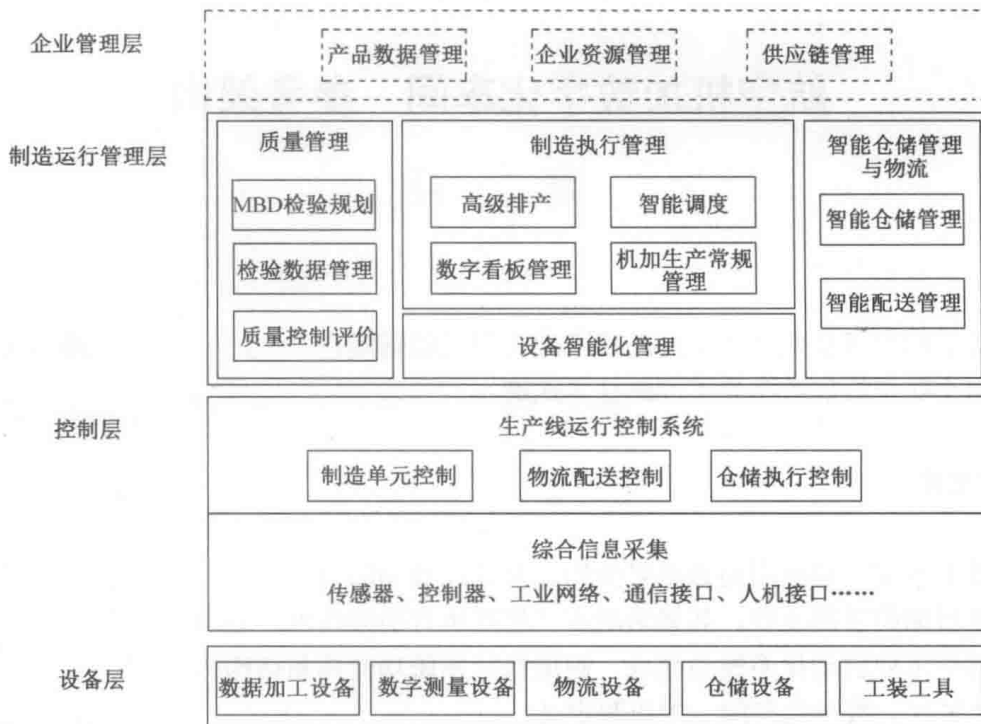 企业管理层
产品数据管理
企业资源管理
供应链管理
制造运行管理层
质量管理
MBD检验规划
检验数据管理
质量控制评价
制造执行管理
高级排产
智能调度
数字看板管理
机加生产常规
管理
设备智能化管理
智能仓储管理
与物流
智能仓储管理
智能配送管理
控制层
生产线运行控制系统
制造单元控制
物流配送控制
仓储执行控制
综合信息采集
传感器、控制器、工业网络、通信接口、人机接口……
设备层
数据加工设备
数字测量设备
物流设备
仓储设备
工装工具